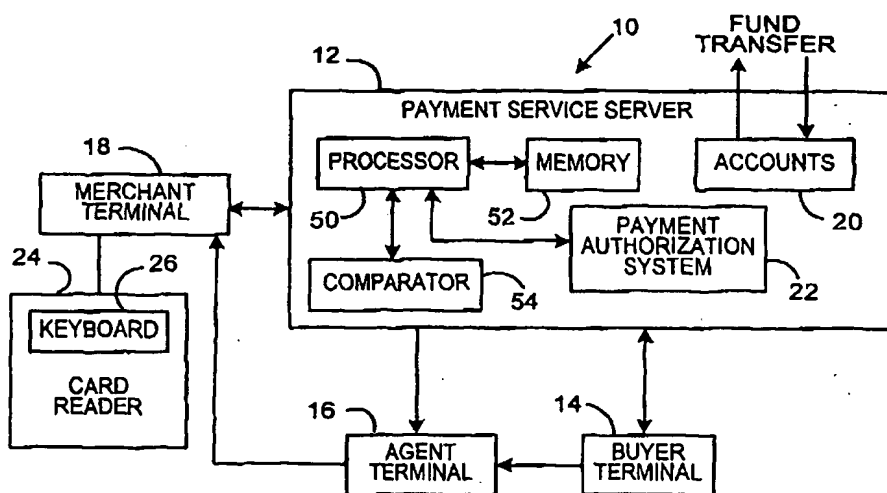 10
FUND
TRANSFER
12
PAYMENT SERVICE SERVER
18
MERCHANT
TERMINAL
PROCESSOR
50
MEMORY
52
ACCOUNTS
20
PAYMENT
AUTHORIZATION
SYSTEM
22
COMPARATOR
54
24
26
KEYBOARD
CARD
READER
16
AGENT
TERMINAL
14
BUYER
TERMINAL